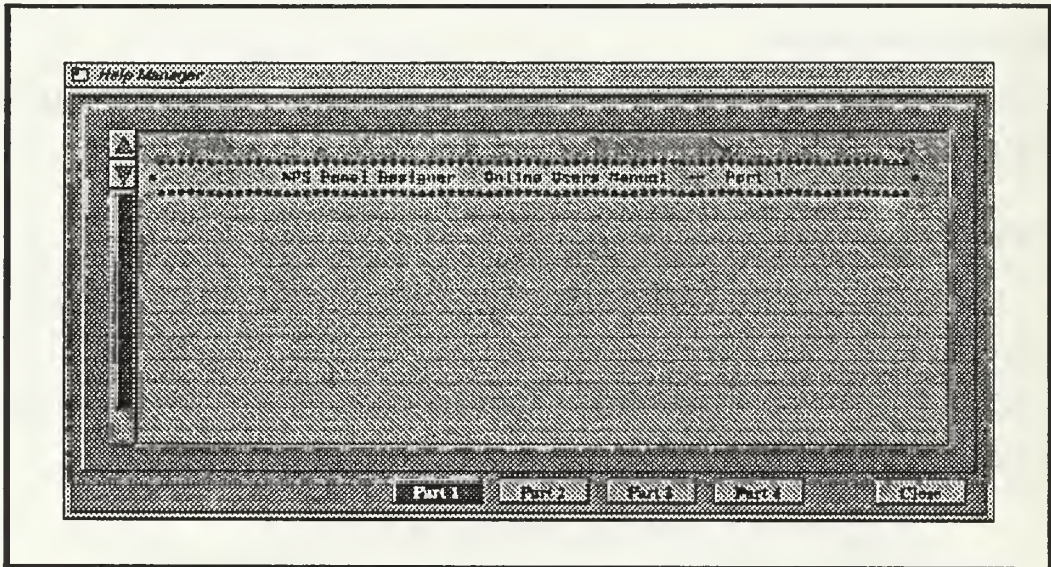 Help Manager
NPS Panel Designer Online Users Manual -- Part 1
Part 1 Part 2 Part 3 Part 4 Close